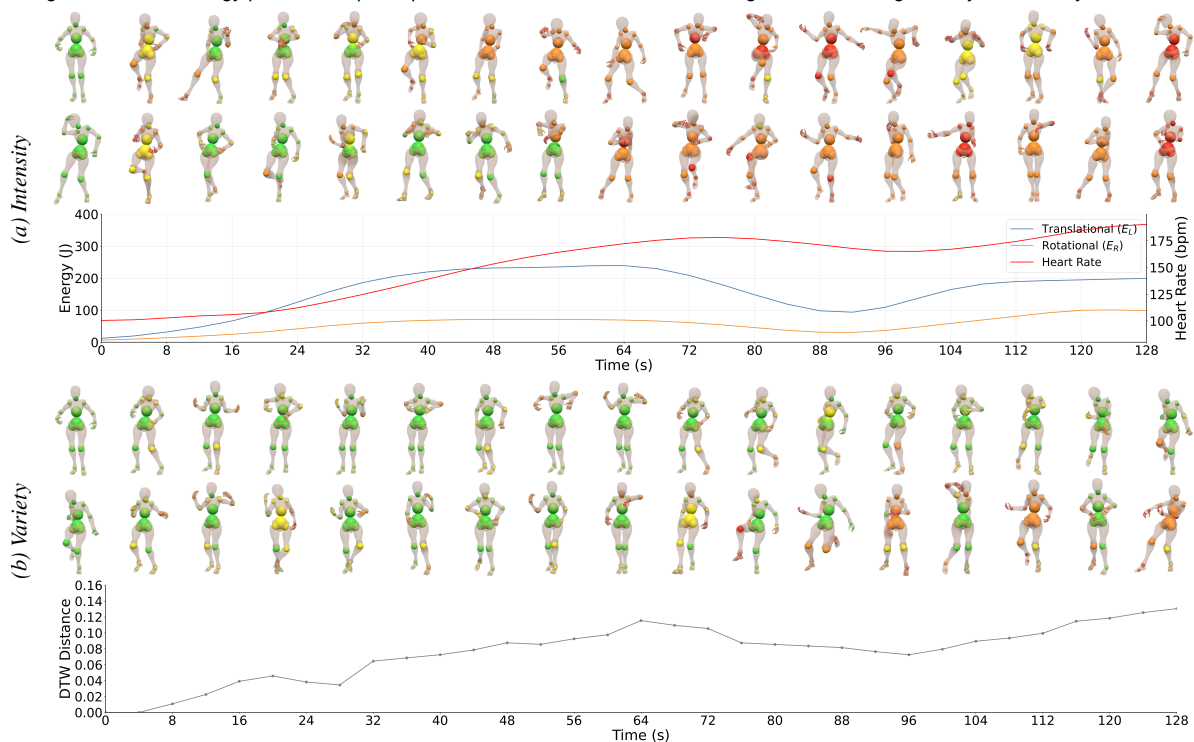 (a) Intensity
400
300
200
100
0
Energy (J)
Translational (E_L)
Rotational (E_R)
Heart Rate
175
150
125
100
Heart Rate (bpm)
0 8 16 24 32 40 48 56 64 72 80 88 96 104 112 120 128
Time (s)
(b) Variety
0.16
0.14
0.12
0.10
0.08
0.06
0.04
0.02
0.00
DTW Distance
0 8 16 24 32 40 48 56 64 72 80 88 96 104 112 120 128
Time (s)